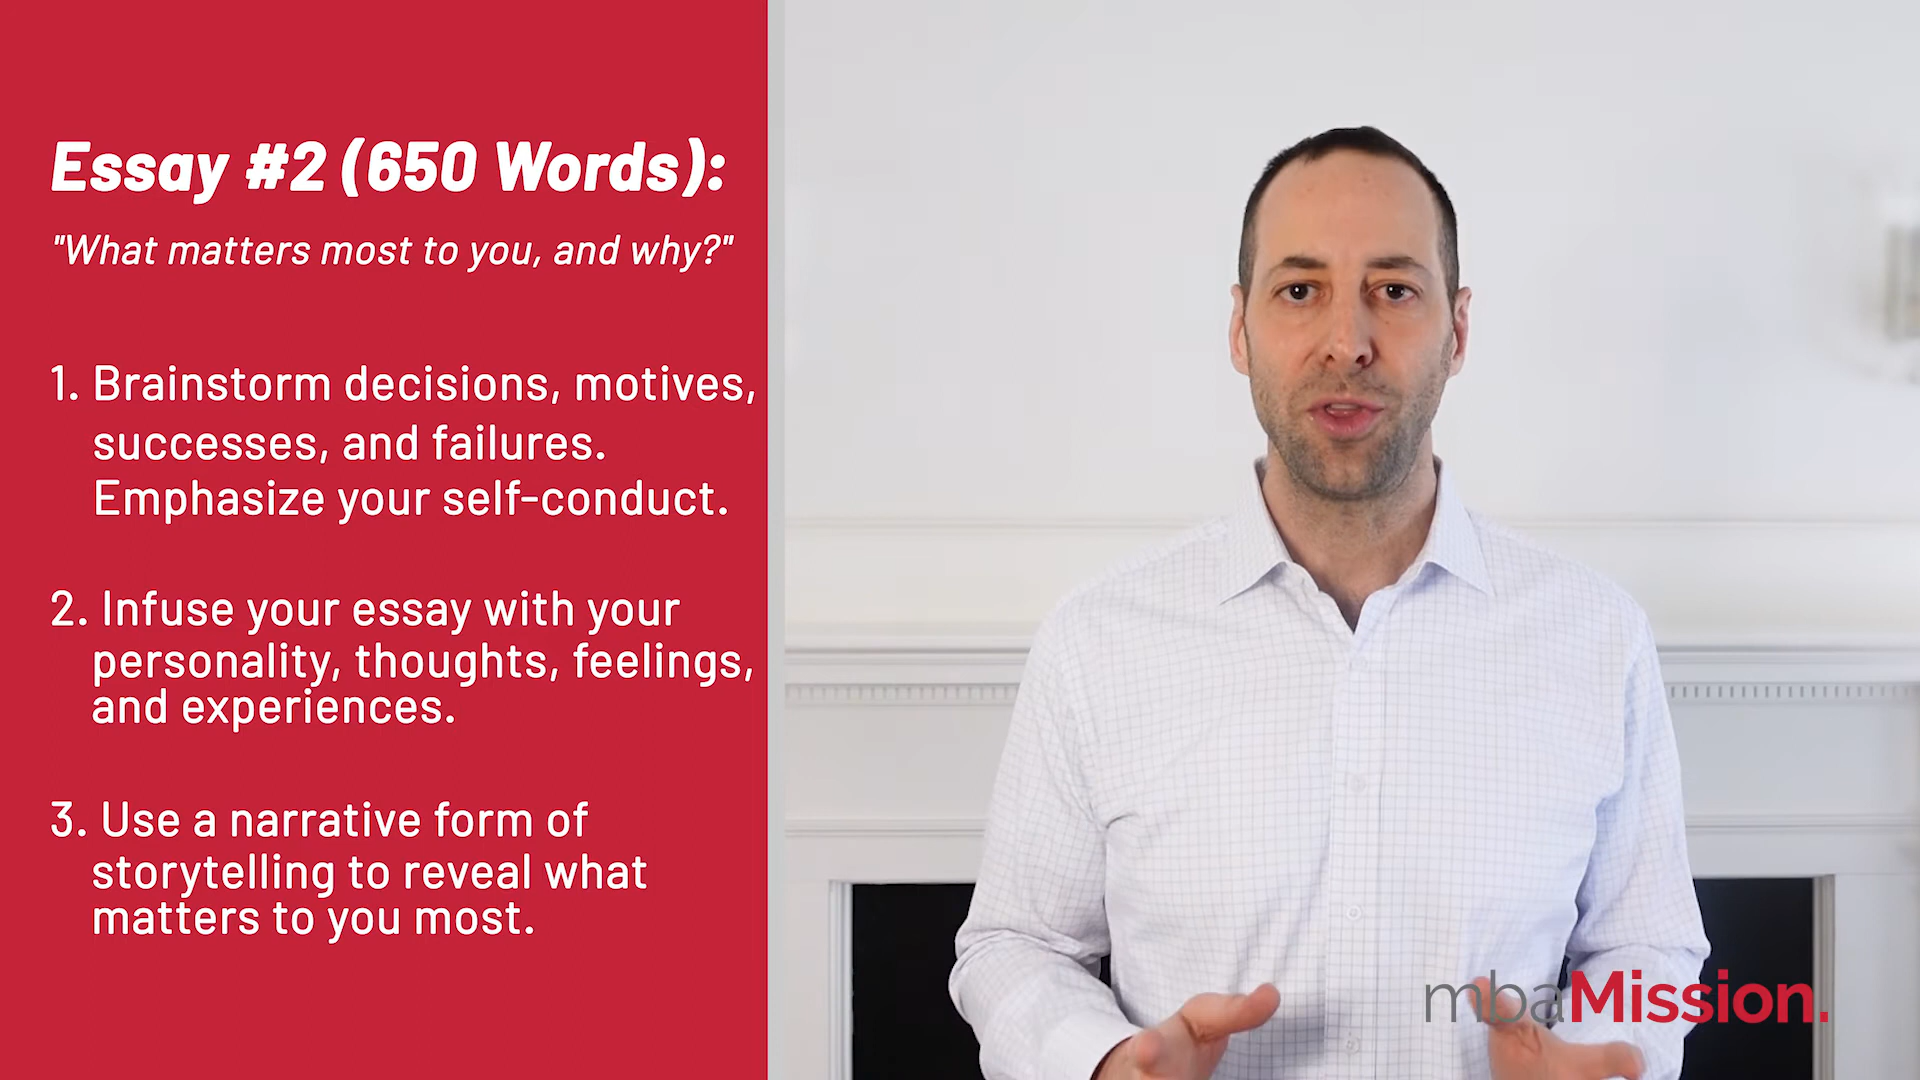 Essay #2 (650 Words):
"What matters most to you, and why?"
1. Brainstorm decisions, motives,
successes, and failures.
Emphasize your self-conduct.
2. Infuse your essay with your
personality, thoughts, feelings,
and experiences.
3. Use a narrative form of
storytelling to reveal what
matters to you most.
mbaMission.